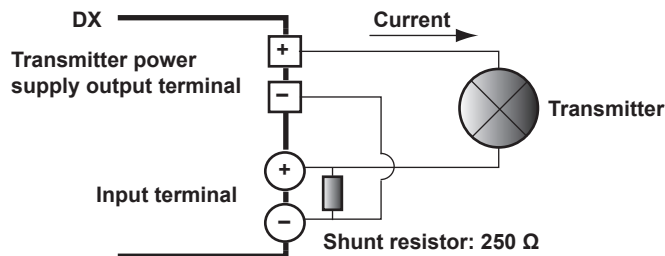 DX
Current
+
Transmitter power
supply output terminal
−
Transmitter
+
Input terminal
−
Shunt resistor: 250 Ω